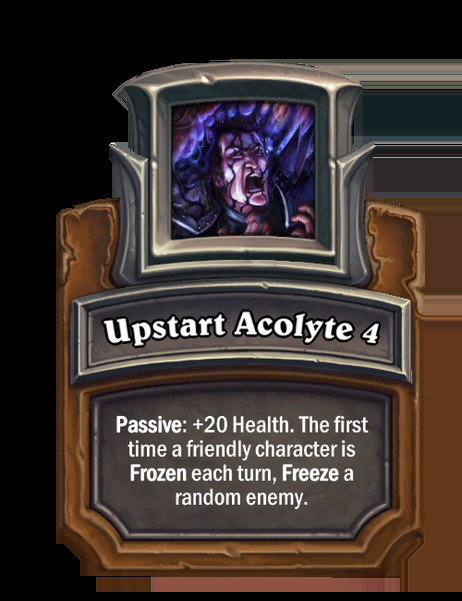 Upstart Acolyte 4
Passive: +20 Health. The first
time a friendly character is
Frozen each turn, Freeze a
random enemy.